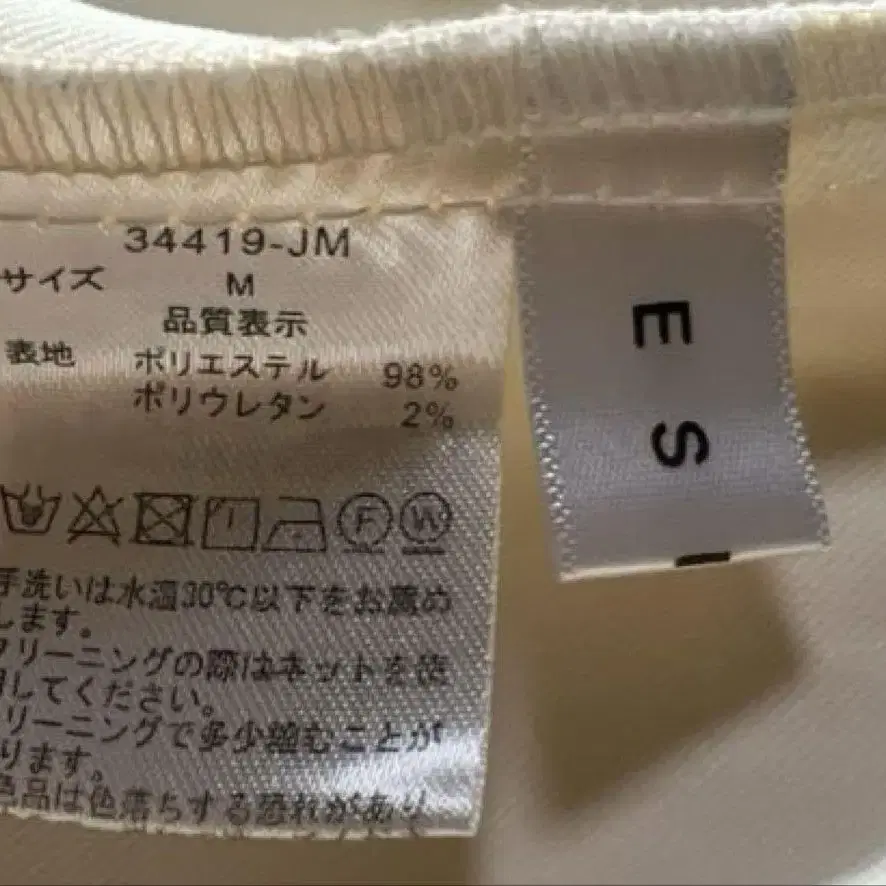 34419-JM
サイズ M
品質表示
表地 ポリエステル 98%
ポリウレタン 2%
F W
手洗いは水温30℃以下をお薦め
します。
クリーニングの際はネットを使
用してください。
クリーニングで多少縮むことが
あります。
色品は色落ちする恐れがあり
E S